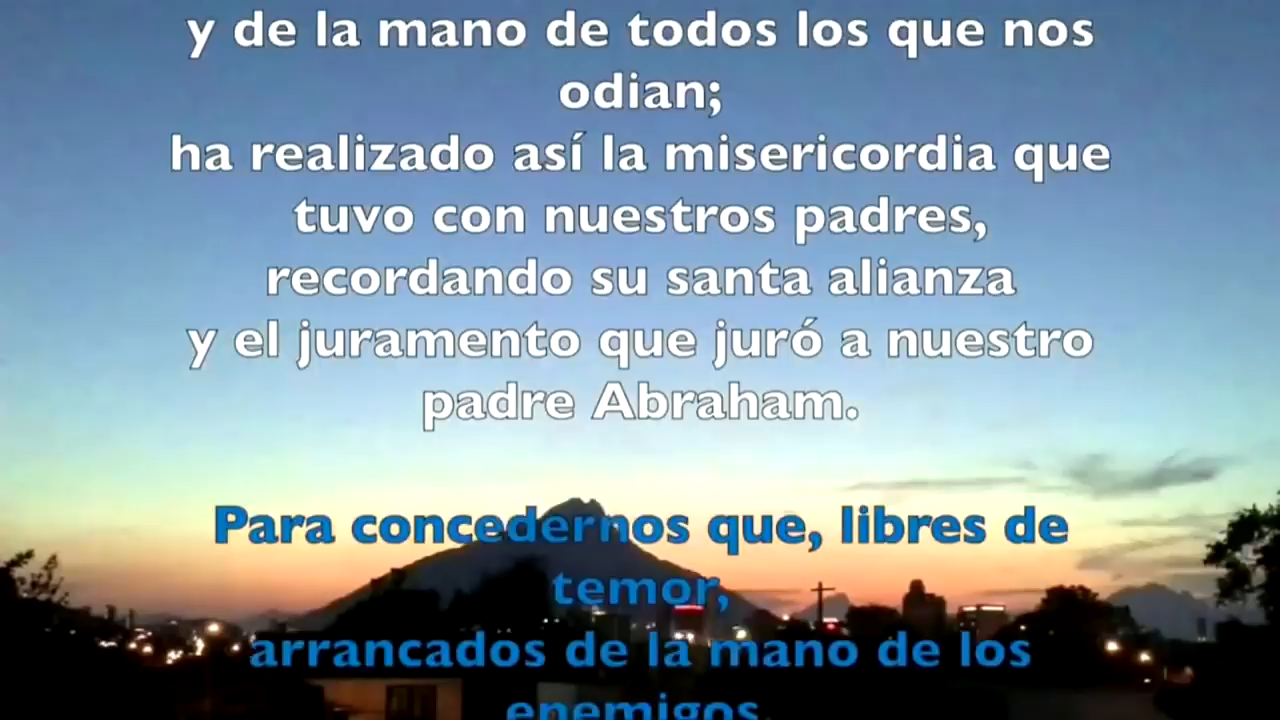 y de la mano de todos los que nos
odian;
ha realizado así la misericordia que
tuvo con nuestros padres,
recordando su santa alianza
y el juramento que juró a nuestro
padre Abraham.
Para concedernos que, libres de
temor,
arrancados de la mano de los
enemigos,